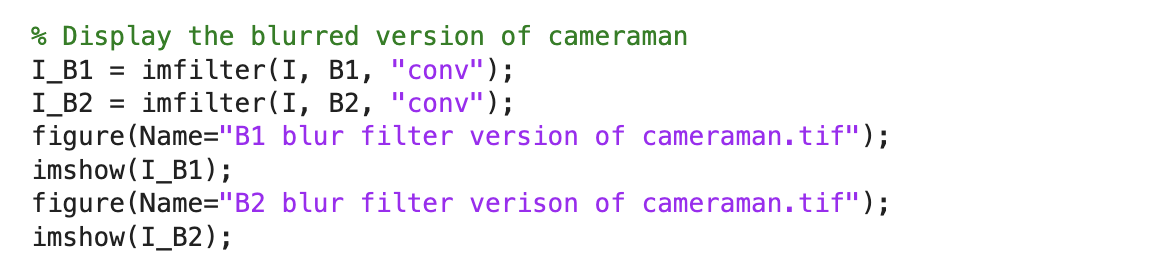 % Display the blurred version of cameraman
I_B1 = imfilter(I, B1, "conv");
I_B2 = imfilter(I, B2, "conv");
figure(Name="B1 blur filter version of cameraman.tif");
imshow(I_B1);
figure(Name="B2 blur filter verison of cameraman.tif");
imshow(I_B2);